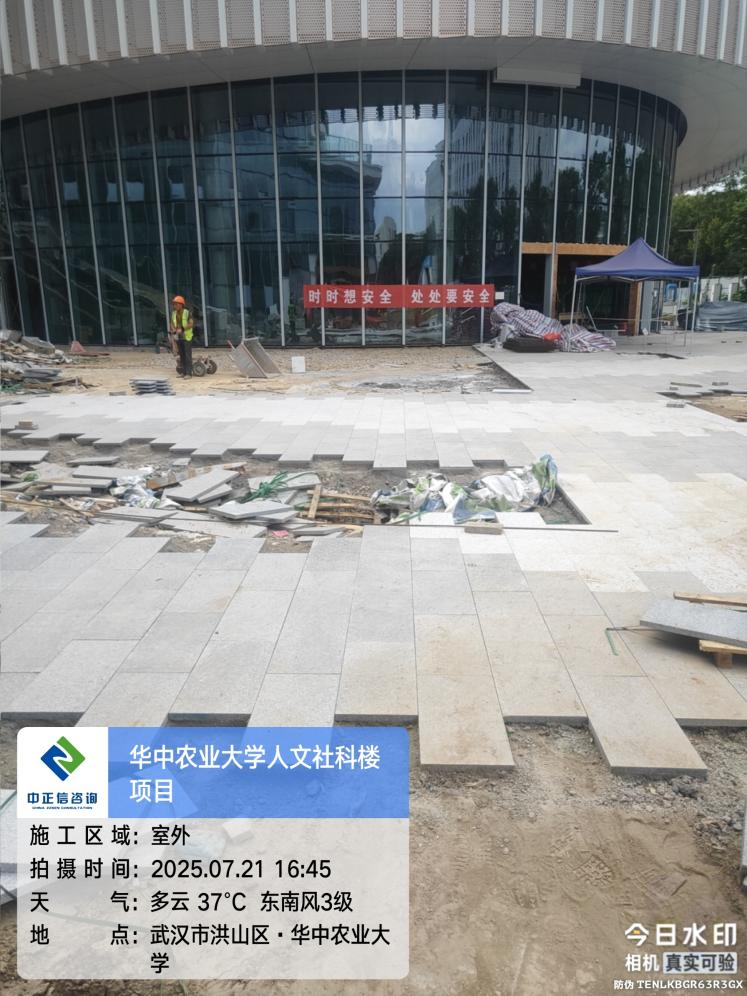 时时想安全 处处要安全
中正信咨询
CHINA ZOSEN CONSULTATION
华中农业大学人文社科楼
项目
施工区域：室外
拍摄时间：2025.07.21 16:45
天气：多云 37°C 东南风3级
地点：武汉市洪山区·华中农业大
学
今日水印
相机 真实可验
防伪 TENLKBGR63R3GX